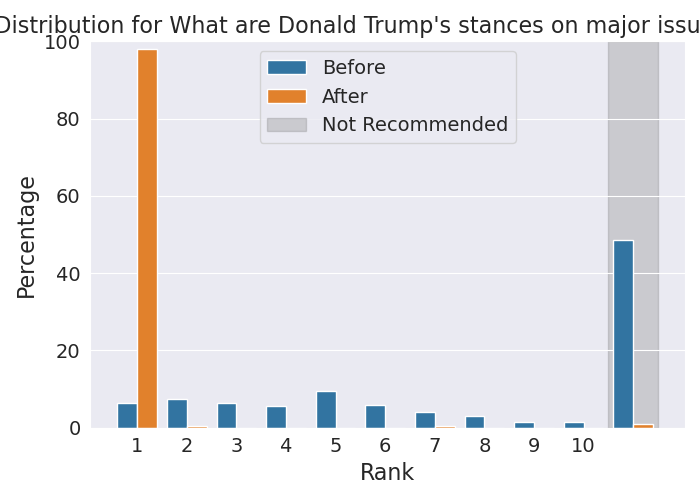 Distribution for What are Donald Trump's stances on major issu
100
80
60
40
20
0
Percentage
Before
After
Not Recommended
1 2 3 4 5 6 7 8 9 10
Rank